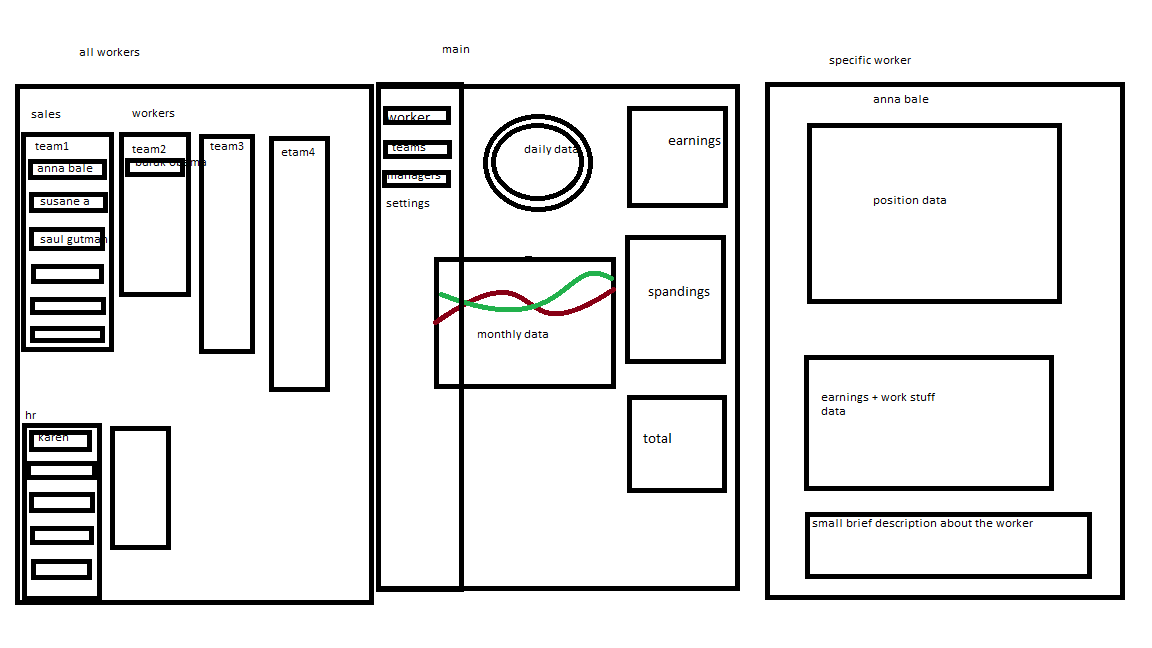 all workers
sales
workers
team1
anna bale
susane a
saul gutman
team2
barak obama
team3
etam4
hr
karen
main
worker
teams
managers
settings
daily data
earnings
monthly data
spandings
total
specific worker
anna bale
position data
earnings + work stuff
data
small brief description about the worker